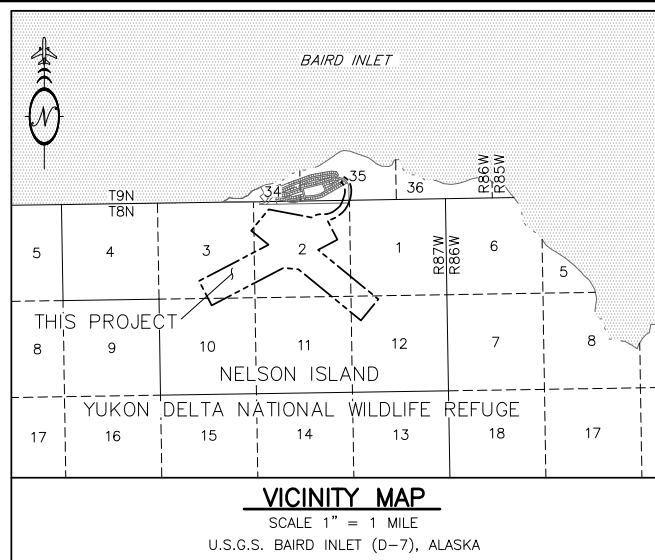 BAIRD INLET
N
34 35 36 R86W R85W
T9N
T8N
5 4 3 2 1 R87W R86W 6 5
THIS PROJECT
8 9 10 11 12 7 8
NELSON ISLAND
YUKON DELTA NATIONAL WILDLIFE REFUGE
17 16 15 14 13 18 17
VICINITY MAP
SCALE 1" = 1 MILE
U.S.G.S. BAIRD INLET (D-7), ALASKA